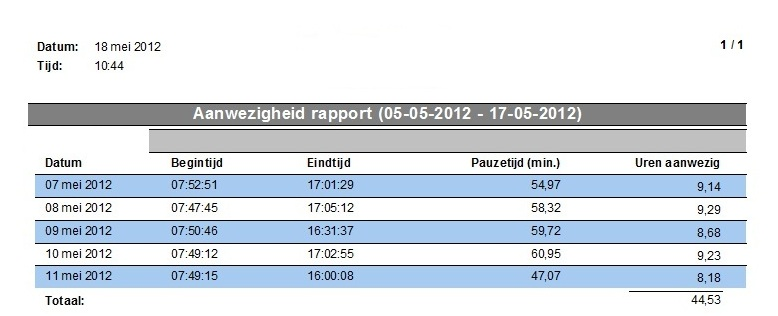 Datum: 18 mei 2012 1 / 1
Tijd: 10:44
Aanwezigheid rapport (05-05-2012 - 17-05-2012)
Datum Begintijd Eindtijd Pauzetijd (min.) Uren aanwezig
07 mei 2012 07:52:51 17:01:29 54,97 9,14
08 mei 2012 07:47:45 17:05:12 58,32 9,29
09 mei 2012 07:50:46 16:31:37 59,72 8,68
10 mei 2012 07:49:12 17:02:55 60,95 9,23
11 mei 2012 07:49:15 16:00:08 47,07 8,18
Totaal: 44,53